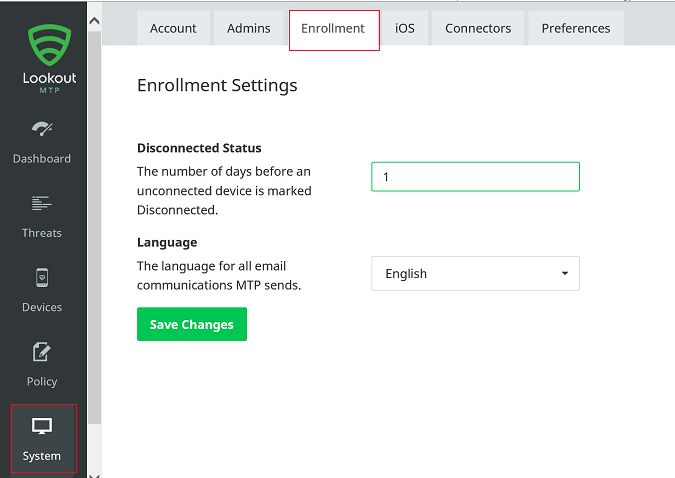 Lookout
MTP
Dashboard
Threats
Devices
Policy
System
Account Admins Enrollment iOS Connectors Preferences
Enrollment Settings
Disconnected Status
The number of days before an
unconnected device is marked
Disconnected.
1
Language
The language for all email
communications MTP sends.
English
Save Changes